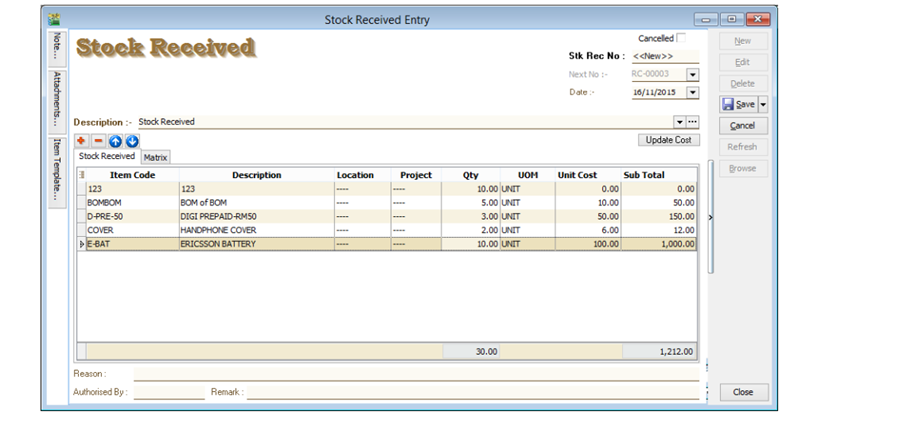 Stock Received Entry
Note...
Attachments...
Item Template...
Stock Received
Cancelled
Stk Rec No : <<New>>
Next No :- RC-00003
Date :- 16/11/2015
Description :- Stock Received
Update Cost
Stock Received Matrix
Item Code Description Location Project Qty UOM Unit Cost Sub Total
123 123 ---- ---- 10.00 UNIT 0.00 0.00
BOMBOM BOM of BOM ---- ---- 5.00 UNIT 10.00 50.00
D-PRE-50 DIGI PREPAID-RM50 ---- ---- 3.00 UNIT 50.00 150.00
COVER HANDPHONE COVER ---- ---- 2.00 UNIT 6.00 12.00
E-BAT ERICSSON BATTERY ---- ---- 10.00 UNIT 100.00 1,000.00
30.00 1,212.00
Reason :
Authorised By : Remark :
New
Edit
Delete
Save
Cancel
Refresh
Browse
Close